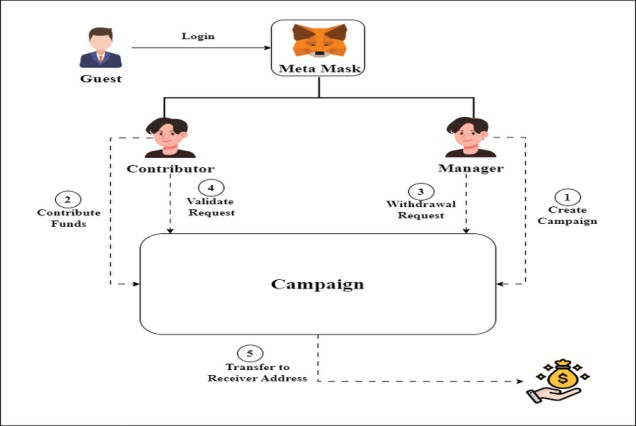 Login
Meta Mask
Guest
Contributor
Manager
2
Contribute
Funds
4
Validate
Request
3
Withdrawal
Request
1
Create
Campaign
Campaign
5
Transfer to
Receiver Address
$